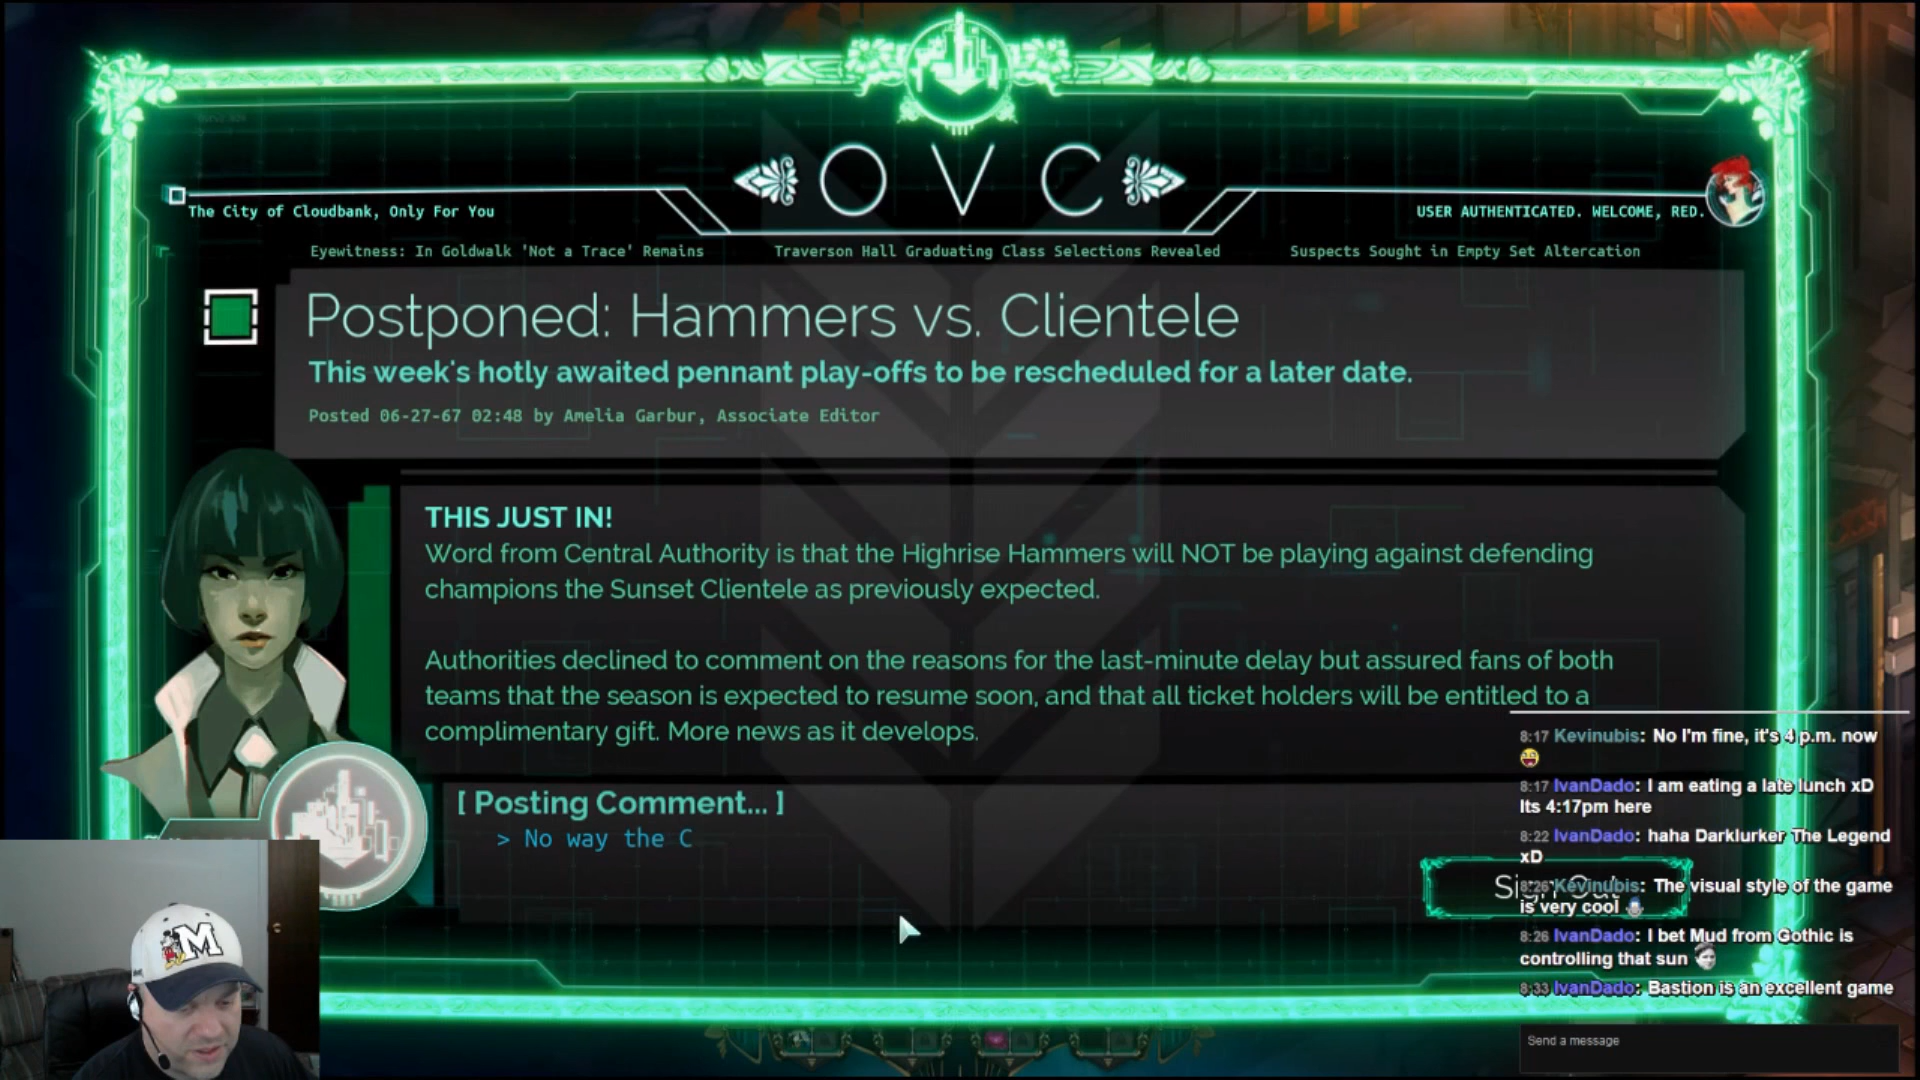 OVC
The City of Cloudbank, Only For You
USER AUTHENTICATED. WELCOME, RED.
Eyewitness: In Goldwalk 'Not a Trace' Remains
Traverson Hall Graduating Class Selections Revealed
Suspects Sought in Empty Set Altercation
Postponed: Hammers vs. Clientele
This week's hotly awaited pennant play-offs to be rescheduled for a later date.
Posted 06-27-67 02:48 by Amelia Garbur, Associate Editor
THIS JUST IN!
Word from Central Authority is that the Highrise Hammers will NOT be playing against defending
champions the Sunset Clientele as previously expected.
Authorities declined to comment on the reasons for the last-minute delay but assured fans of both
teams that the season is expected to resume soon, and that all ticket holders will be entitled to a
complimentary gift. More news as it develops.
[ Posting Comment... ]
> No way the C
Sign Out
8:17 Kevinubis: No I'm fine, it's 4 p.m. now
8:17 IvanDado: I am eating a late lunch xD
Its 4:17pm here
8:22 IvanDado: haha Darklurker The Legend
xD
8:26 Kevinubis: The visual style of the game
is very cool
8:26 IvanDado: I bet Mud from Gothic is
controlling that sun
8:33 IvanDado: Bastion is an excellent game
Send a message
M